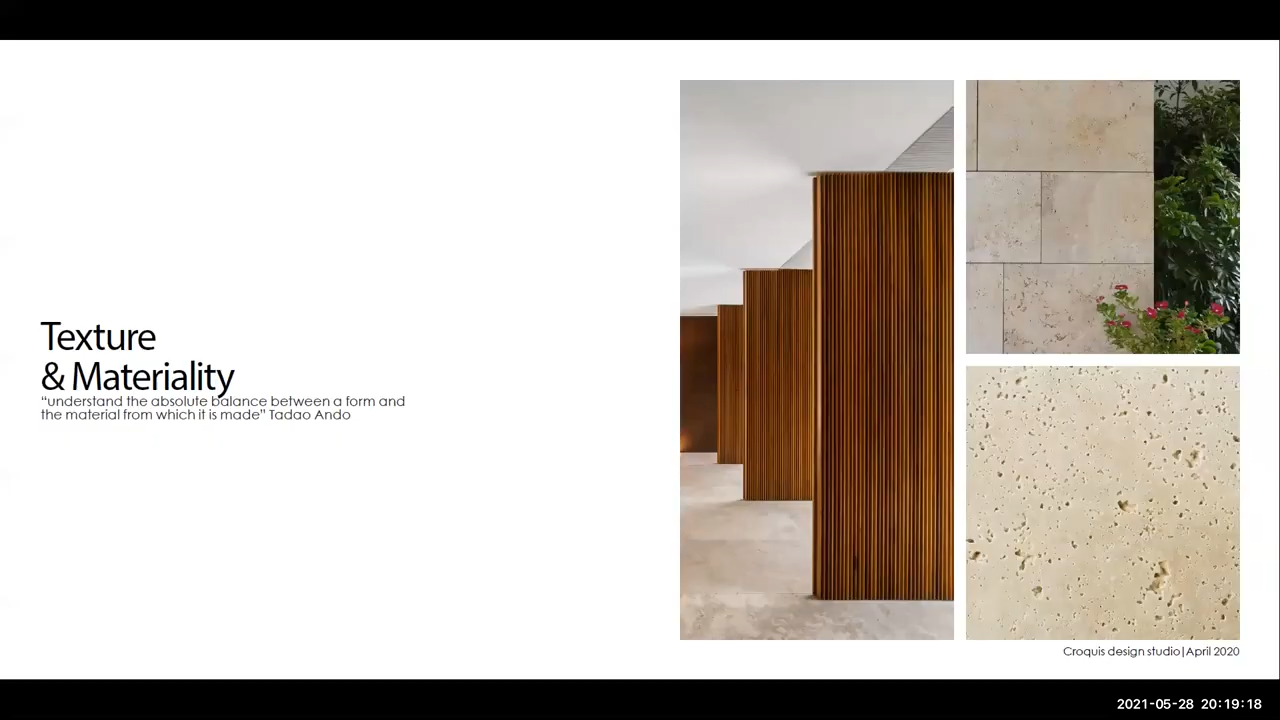 Texture
& Materiality
“understand the absolute balance between a form and
the material from which it is made” Tadao Ando
Croquis design studio|April 2020
2021-05-28 20:19:18